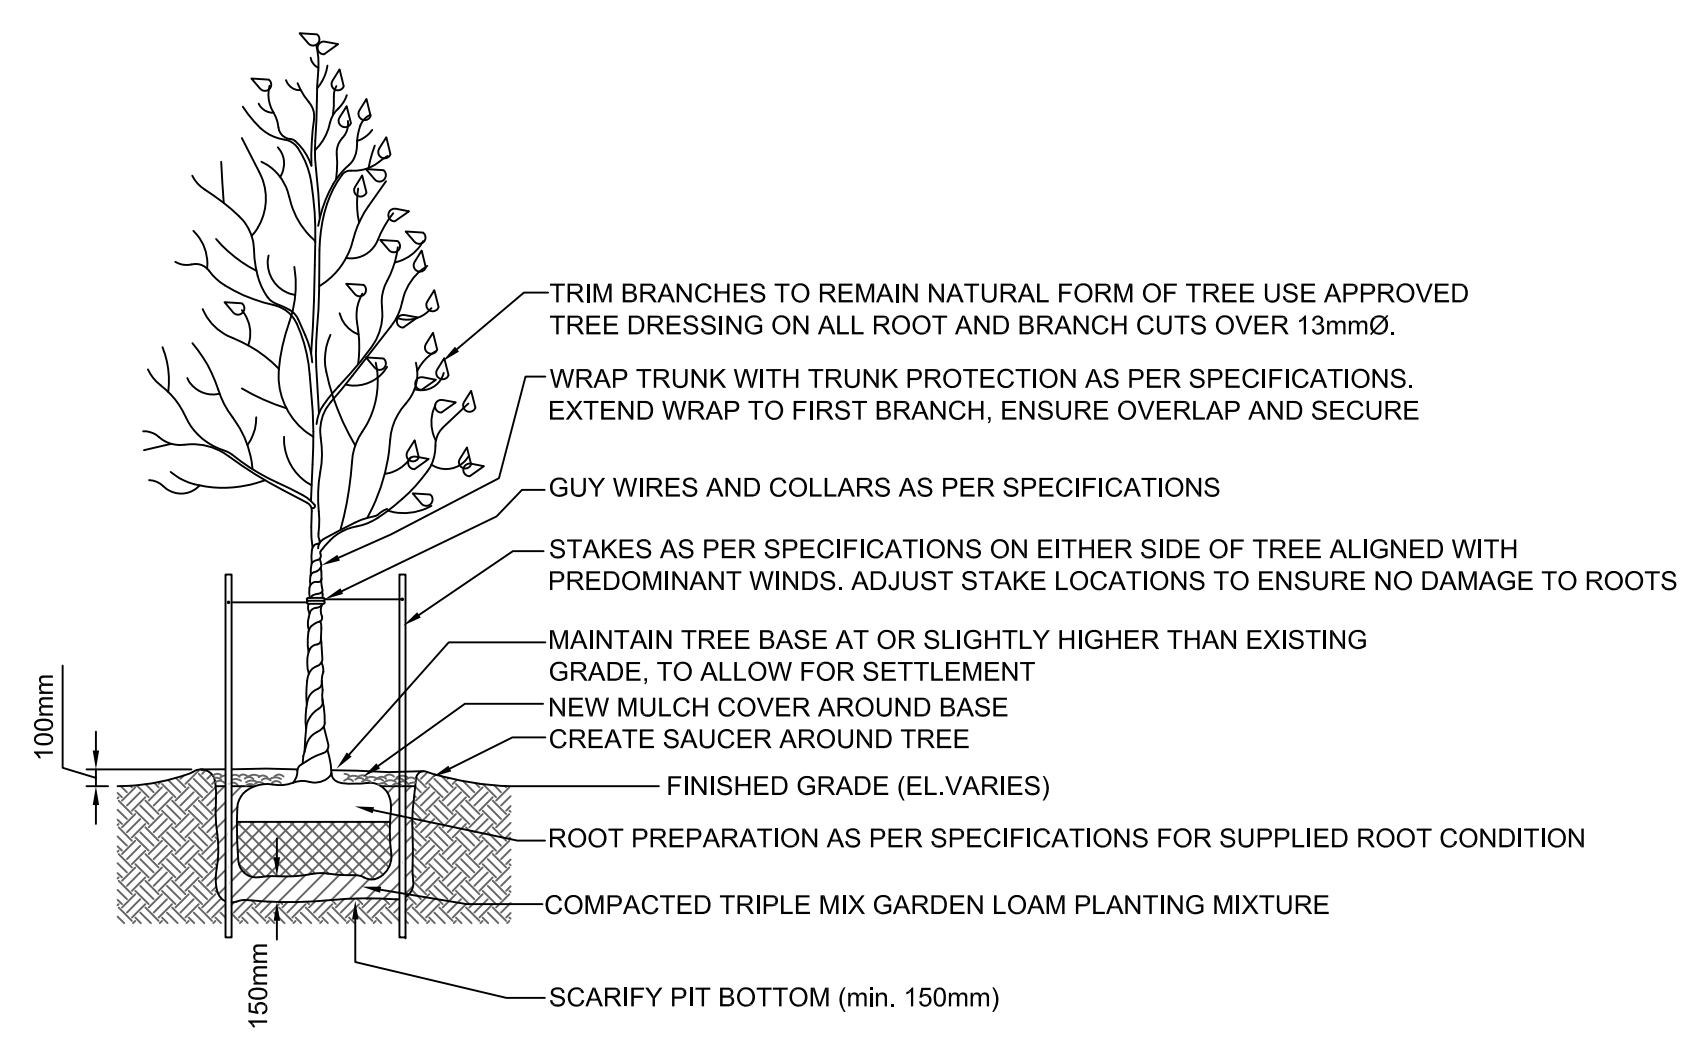 TRIM BRANCHES TO REMAIN NATURAL FORM OF TREE USE APPROVED
TREE DRESSING ON ALL ROOT AND BRANCH CUTS OVER 13mmØ.
WRAP TRUNK WITH TRUNK PROTECTION AS PER SPECIFICATIONS.
EXTEND WRAP TO FIRST BRANCH, ENSURE OVERLAP AND SECURE
GUY WIRES AND COLLARS AS PER SPECIFICATIONS
STAKES AS PER SPECIFICATIONS ON EITHER SIDE OF TREE ALIGNED WITH
PREDOMINANT WINDS. ADJUST STAKE LOCATIONS TO ENSURE NO DAMAGE TO ROOTS
MAINTAIN TREE BASE AT OR SLIGHTLY HIGHER THAN EXISTING
GRADE, TO ALLOW FOR SETTLEMENT
NEW MULCH COVER AROUND BASE
CREATE SAUCER AROUND TREE
100mm
FINISHED GRADE (EL.VARIES)
ROOT PREPARATION AS PER SPECIFICATIONS FOR SUPPLIED ROOT CONDITION
COMPACTED TRIPLE MIX GARDEN LOAM PLANTING MIXTURE
150mm
SCARIFY PIT BOTTOM (min. 150mm)